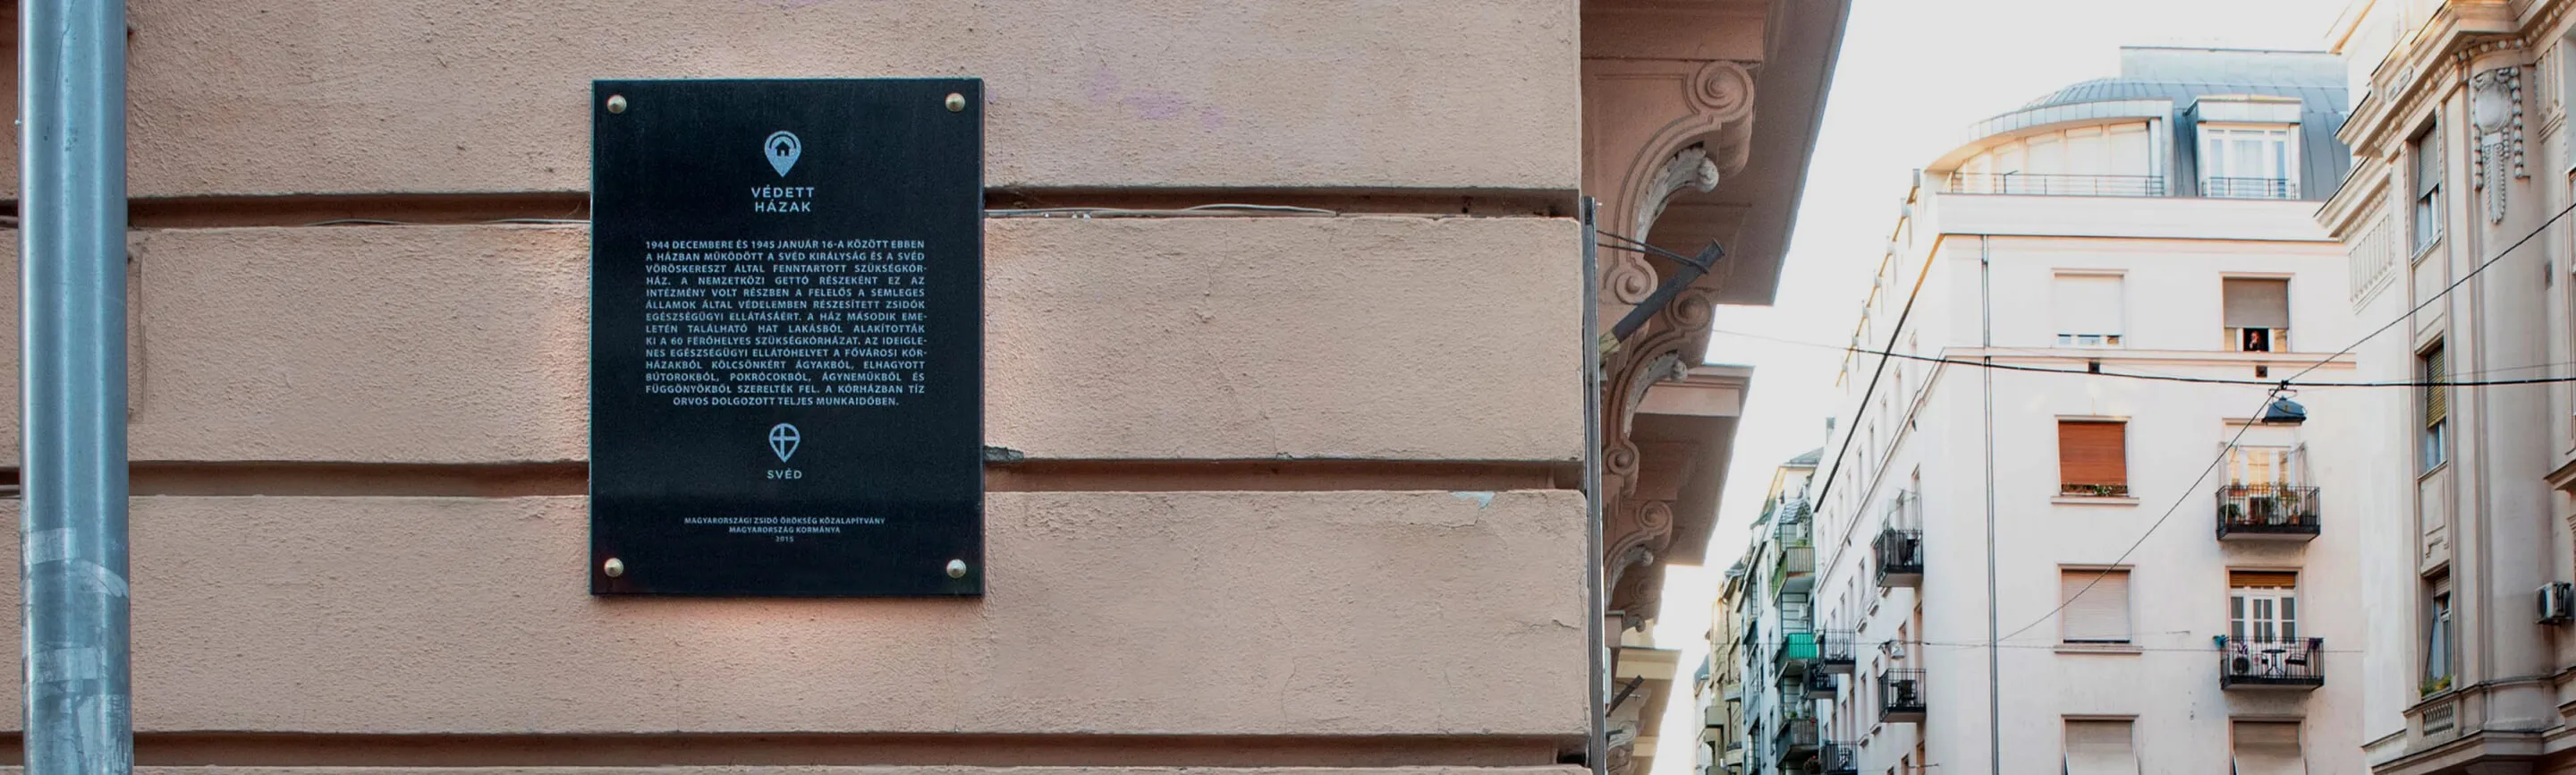 VÉDETT
HÁZAK
1944 DECEMBERE ÉS 1945 JANUÁR 16-A KÖZÖTT EBBEN
A HÁZBAN MŰKÖDÖTT A SVÉD KIRÁLYSÁG ÉS A SVÉD
VÖRÖSKERESZT ÁLTAL FENNTARTOTT SZÜKSÉGKÓR-
HÁZ. A NEMZETKÖZI GETTÓ RÉSZEKÉNT EZ AZ
INTÉZMÉNY VOLT RÉSZBEN A FELELŐS A SEMLEGES
ÁLLAMOK ÁLTAL VÉDELEMBEN RÉSZESÍTETT ZSIDÓK
EGÉSZSÉGÜGYI ELLÁTÁSÁÉRT. A HÁZ MÁSODIK EME-
LETÉN TALÁLHATÓ HAT LAKÁSBÓL ALAKÍTOTTÁK
KI A 60 FÉRŐHELYES SZÜKSÉGKÓRHÁZAT. AZ IDEIGLE-
NES EGÉSZSÉGÜGYI ELLÁTÓHELYET A FŐVÁROSI KÓR-
HÁZAKBÓL KÖLCSÖNKÉRT ÁGYAKBÓL, ELHAGYOTT
BÚTOROKBÓL, POKRÓCOKBÓL, ÁGYNEMŰKBŐL ÉS
FÜGGÖNYÖKBŐL SZERELTÉK FEL. A KÓRHÁZBAN TÍZ
ORVOS DOLGOZOTT TELJES MUNKAIDŐBEN.
SVÉD
MAGYARORSZÁGI ZSIDÓ ÖRÖKSÉG KÖZALAPÍTVÁNY
MAGYARORSZÁG KORMÁNYA
2015